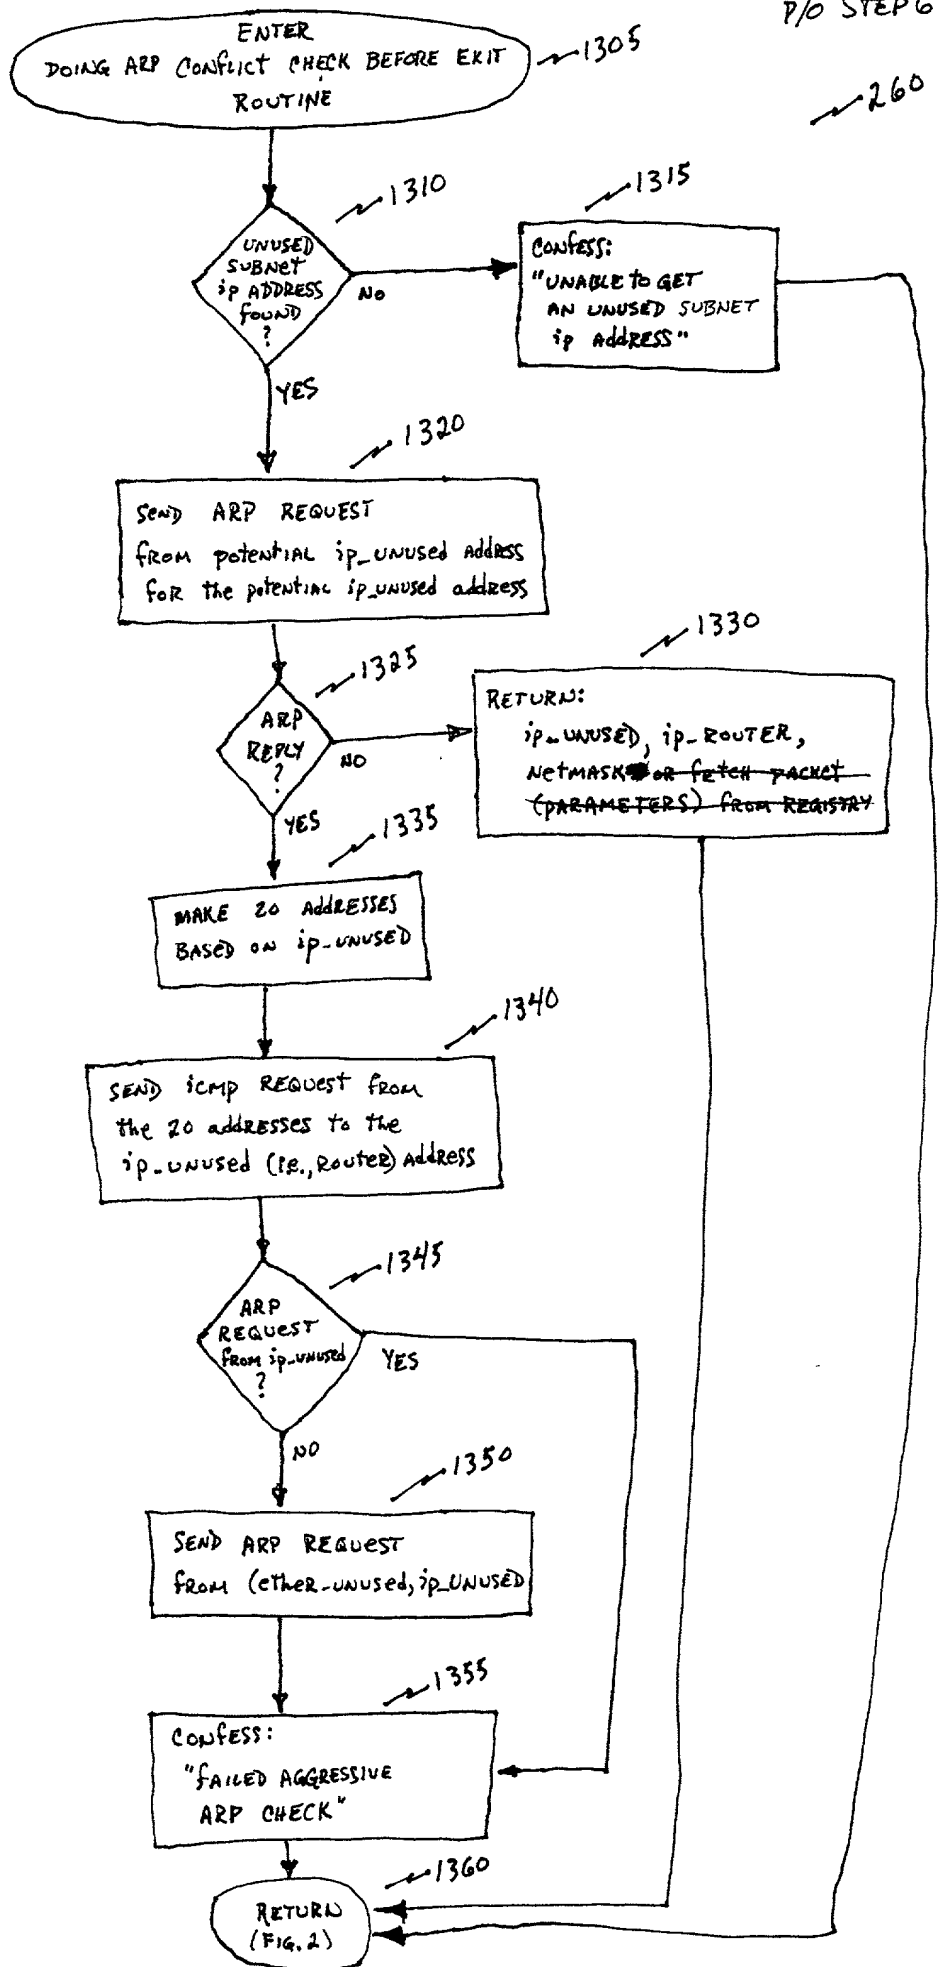 P/O STEP 6
ENTER
DOING ARP CONFLICT CHECK BEFORE EXIT
ROUTINE
1305
260
1310
UNUSED
SUBNET
ip ADDRESS
FOUND
?
NO
YES
1315
CONFESS:
"UNABLE TO GET
AN UNUSED SUBNET
ip ADDRESS"
1320
SEND ARP REQUEST
from potential ip_UNUSED Address
FOR the potential ip_UNUSED address
1325
ARP
REPLY
?
NO
YES
1330
RETURN:
ip_UNUSED, ip_ROUTER,
NETMASK OR FETCH PACKET
(PARAMETERS) FROM REGISTRY
1335
MAKE 20 ADDRESSES
BASED ON ip_UNUSED
1340
SEND icmp REQUEST from
the 20 addresses to the
ip_UNUSED (i.e., ROUTER) Address
1345
ARP
REQUEST
FROM ip_UNUSED
?
YES
NO
1350
SEND ARP REQUEST
from (ether_UNUSED, ip_UNUSED
1355
CONFESS:
"FAILED AGGRESSIVE
ARP CHECK"
1360
RETURN
(FIG. 2)